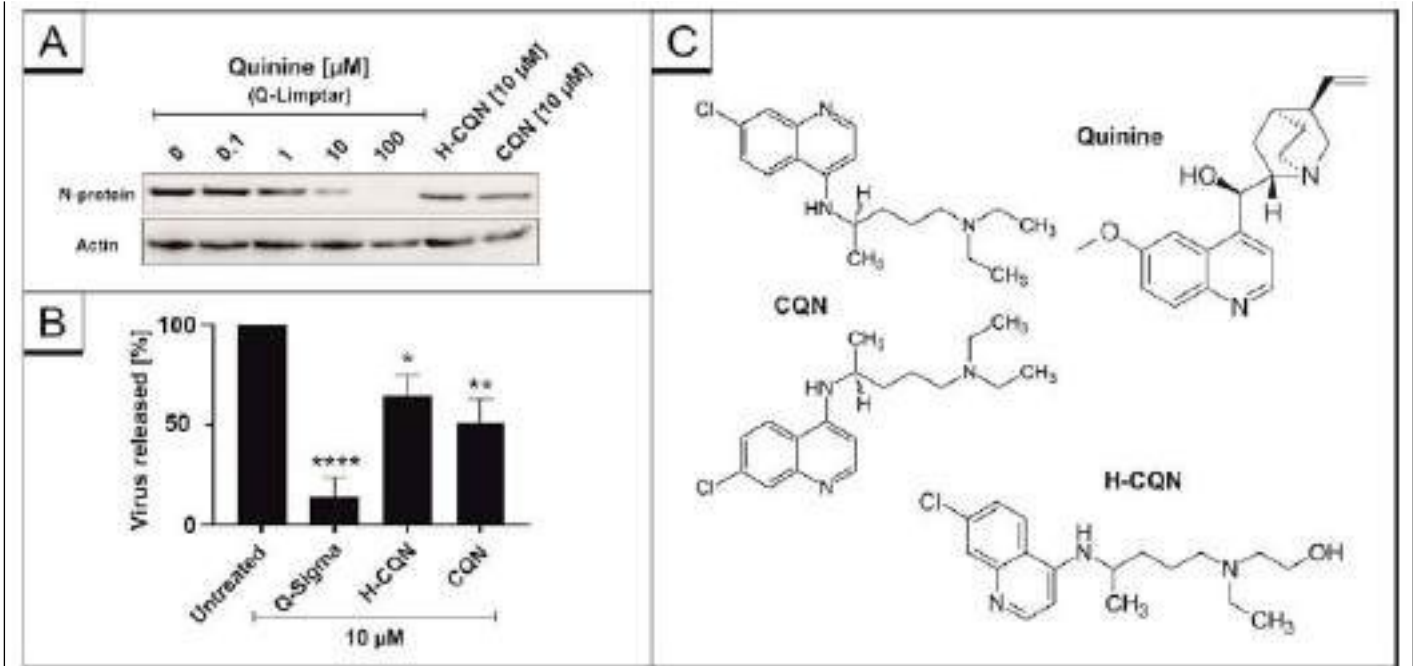 A
Quinine [µM]
(Q-Limptar)
0 0.1 1 10 100 H-CQN [10 µM] CQN [10 µM]
N-protein
Actin
B
Virus released [%]
100
50
0
*
**
****
Untreated
Q-Sigma
H-CQN
CQN
10 µM
C
Cl
N
HN
H
CH3
N
CH3
CH3
CQN
Quinine
HO
H
N
O
N
CH3
HN
H
N
CH3
CH3
Cl
N
H-CQN
Cl
H
N
N
CH3
N
OH
CH3